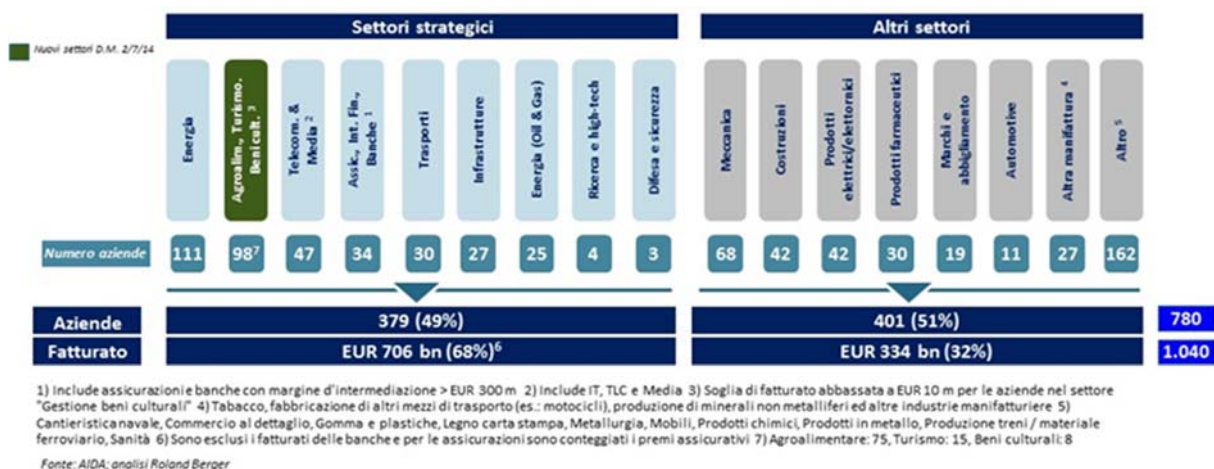 Settori strategici
Altri settori
Nuovi settori D.M. 2/7/14
Energia
Agroalim., Turismo.
Beni cult. 3
Telecom. &
Media 2
Assic., Int. Fin.,
Banche 1
Trasporti
Infrastrutture
Energia (Oil & Gas)
Ricerca e high-tech
Difesa e sicurezza
Meccanica
Costruzioni
Prodotti
elettrici/elettornici
Prodotti farmaceutici
Marchi e
abbigliamento
Automotive
Altra manifattura 4
Altro 5
Numero aziende 111 98⁷ 47 34 30 27 25 4 3 68 42 42 30 19 11 27 162
Aziende 379 (49%) 401 (51%) 780
Fatturato EUR 706 bn (68%)⁶ EUR 334 bn (32%) 1.040
1) Include assicurazioni e banche con margine d'intermediazione > EUR 300 m 2) Include IT, TLC e Media 3) Soglia di fatturato abbassata a EUR 10 m per le aziende nel settore
"Gestione beni culturali" 4) Tabacco, fabbricazione di altri mezzi di trasporto (es.: motocicli), produzione di minerali non metalliferi ed altre industrie manifatturiere 5)
Cantieristica navale, Commercio al dettaglio, Gomma e plastiche, Legno carta stampa, Metallurgia, Mobili, Prodotti chimici, Prodotti in metallo, Produzione treni / materiale
ferroviario, Sanità 6) Sono esclusi i fatturati delle banche e per le assicurazioni sono conteggiati i premi assicurativi 7) Agroalimentare: 75, Turismo: 15, Beni culturali: 8
Fonte: AIDA; analisi Roland Berger